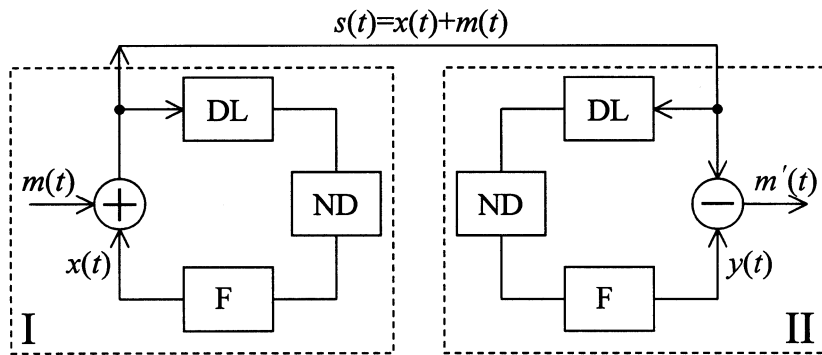 s(t)=x(t)+m(t)
DL
DL
m(t)
ND
ND
m′(t)
x(t)
y(t)
F
F
I
II